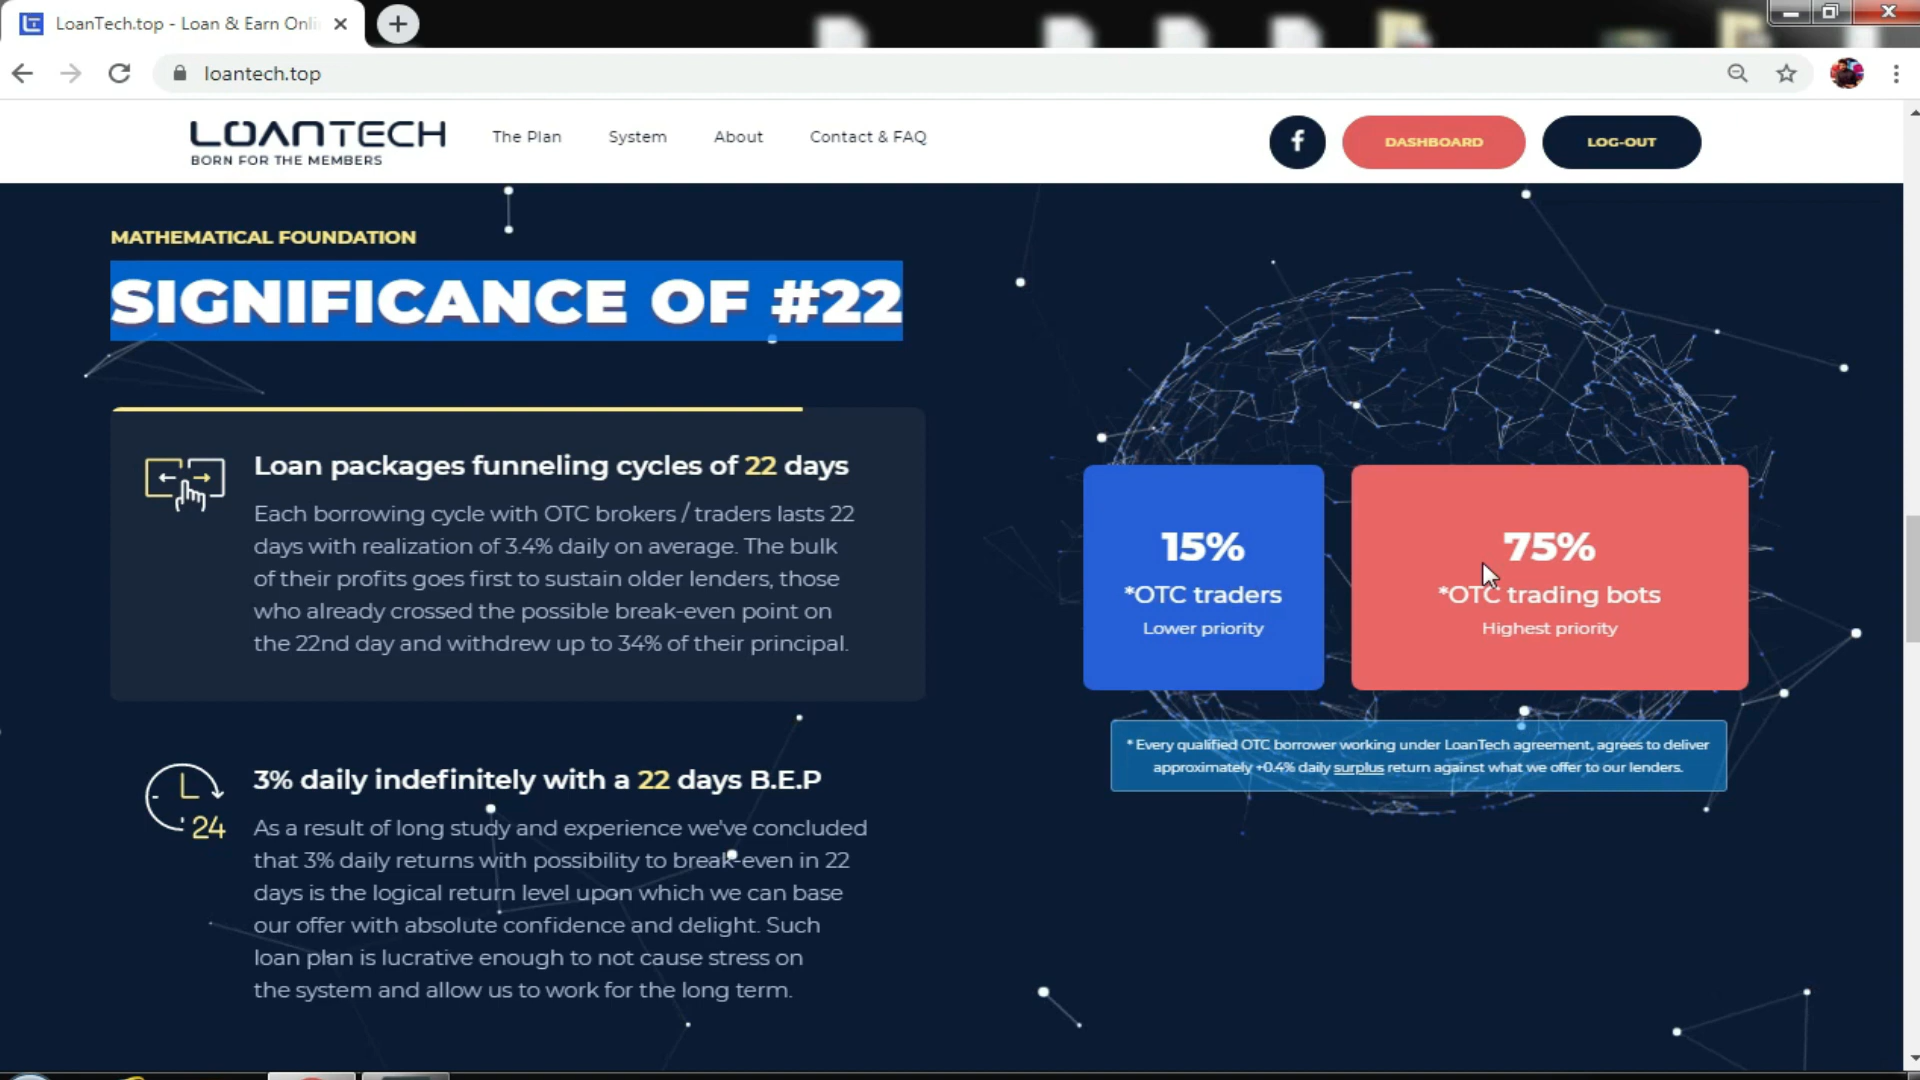 LoanTech.top - Loan & Earn Onli
loantech.top
LOANTECH
BORN FOR THE MEMBERS
The Plan
System
About
Contact & FAQ
DASHBOARD
LOG-OUT
MATHEMATICAL FOUNDATION
SIGNIFICANCE OF #22
Loan packages funneling cycles of 22 days
Each borrowing cycle with OTC brokers / traders lasts 22
days with realization of 3.4% daily on average. The bulk
of their profits goes first to sustain older lenders, those
who already crossed the possible break-even point on
the 22nd day and withdrew up to 34% of their principal.
24
3% daily indefinitely with a 22 days B.E.P
As a result of long study and experience we've concluded
that 3% daily returns with possibility to break-even in 22
days is the logical return level upon which we can base
our offer with absolute confidence and delight. Such
loan plan is lucrative enough to not cause stress on
the system and allow us to work for the long term.
15%
*OTC traders
Lower priority
75%
*OTC trading bots
Highest priority
* Every qualified OTC borrower working under LoanTech agreement, agrees to deliver
approximately +0.4% daily surplus return against what we offer to our lenders.